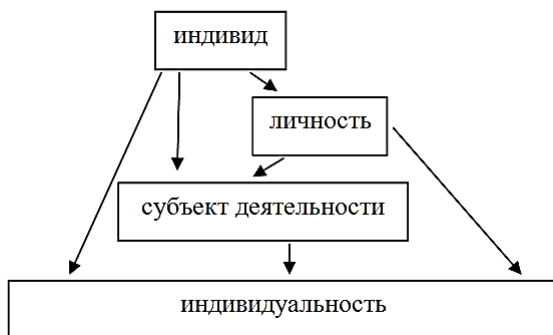 индивид
личность
субъект деятельности
индивидуальность